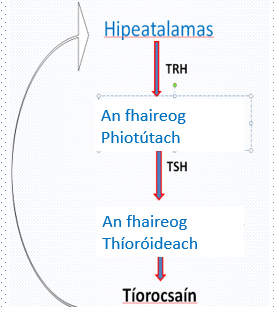 Hipeatalamas
TRH
An fhaireog
Phiotútach
TSH
An fhaireog
Thíoróideach
Tíorocsaín